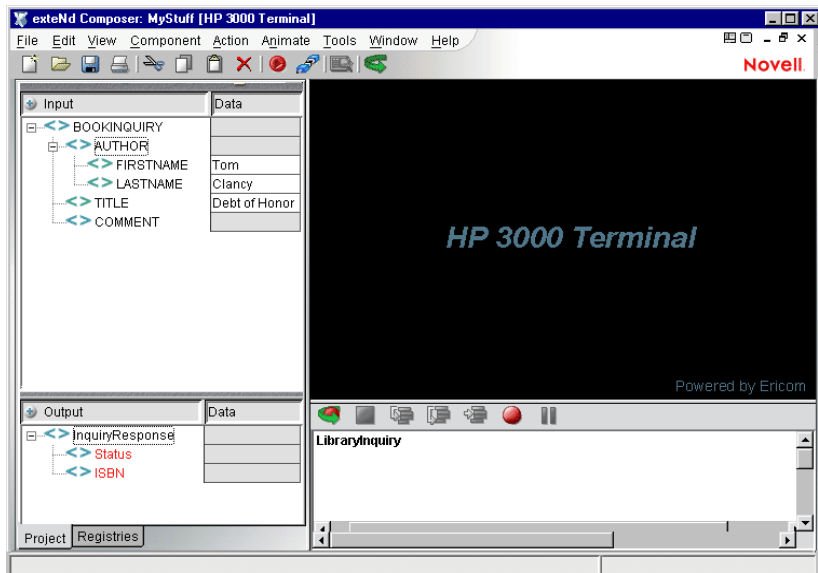 exteNd Composer: MyStuff [HP 3000 Terminal]
File Edit View Component Action Animate Tools Window Help
Novell.
Input Data
BOOKINQUIRY
AUTHOR
FIRSTNAME Tom
LASTNAME Clancy
TITLE Debt of Honor
COMMENT
HP 3000 Terminal
Powered by Ericom
Output Data
InquiryResponse
Status
ISBN
LibraryInquiry
Project Registries